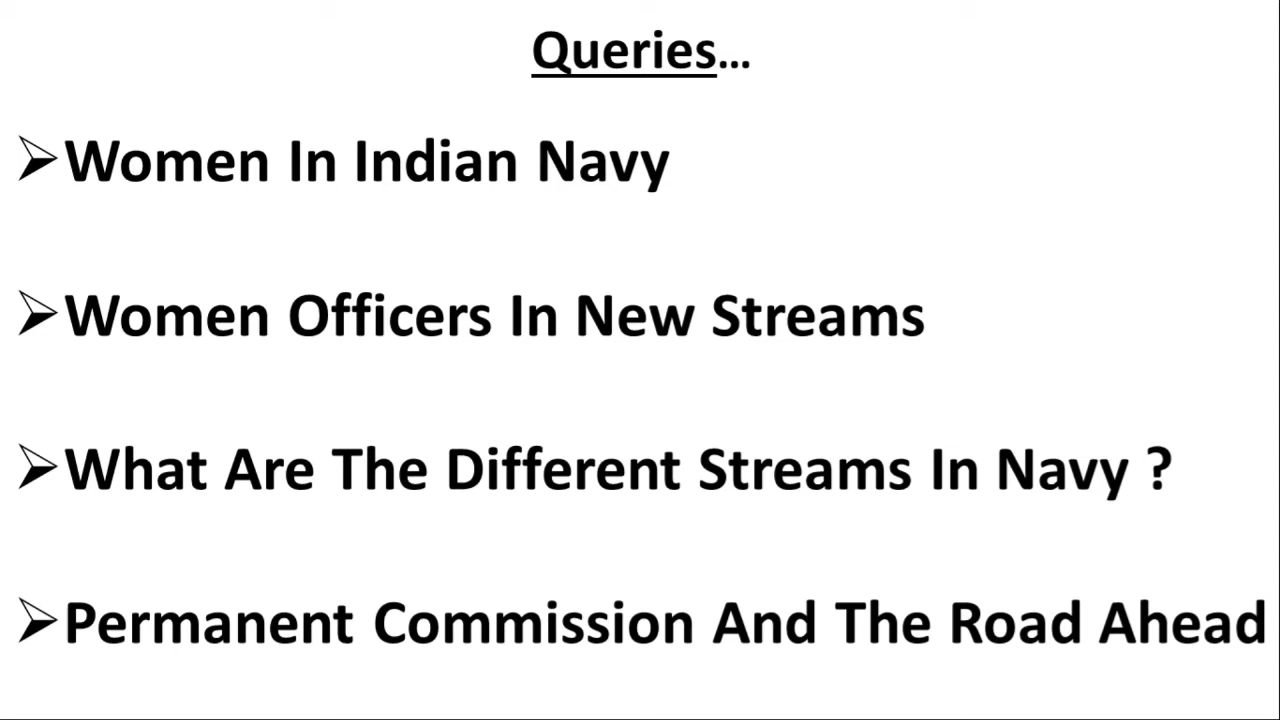 Queries...
➢Women In Indian Navy
➢Women Officers In New Streams
➢What Are The Different Streams In Navy ?
➢Permanent Commission And The Road Ahead